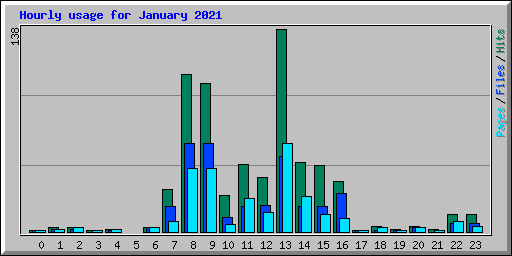 Hourly usage for January 2021
138
Pages / Files / Hits
0 1 2 3 4 5 6 7 8 9 10 11 12 13 14 15 16 17 18 19 20 21 22 23